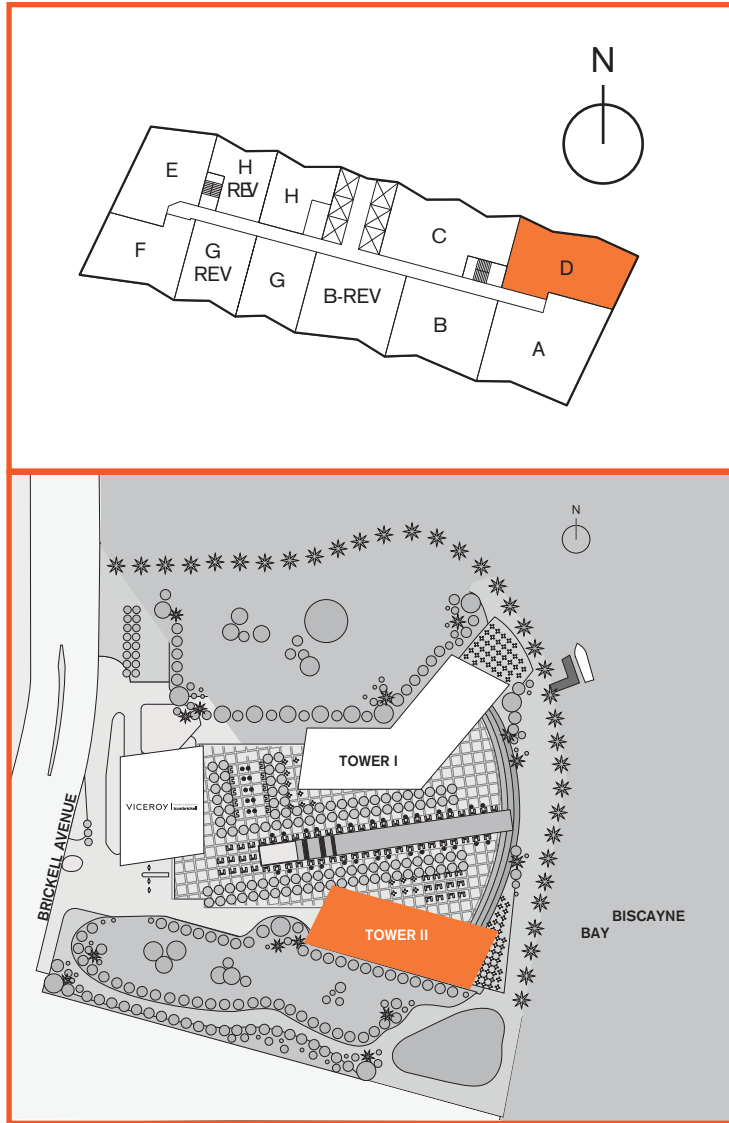 N
E
H
REV
H
C
D
F
G
REV
G
B-REV
B
A
N
TOWER I
VICEROY
BRICKELL AVENUE
TOWER II
BISCAYNE
BAY